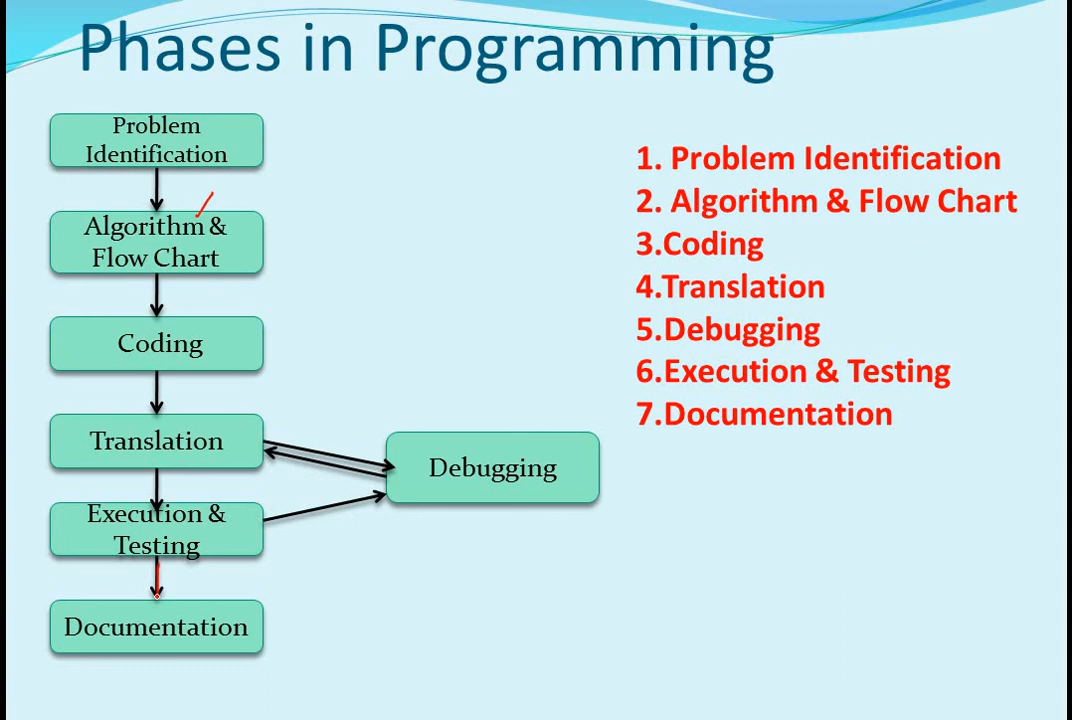 Phases in Programming
Problem
Identification
Algorithm &
Flow Chart
Coding
Translation
Debugging
Execution &
Testing
Documentation
1. Problem Identification
2. Algorithm & Flow Chart
3.Coding
4.Translation
5.Debugging
6.Execution & Testing
7.Documentation